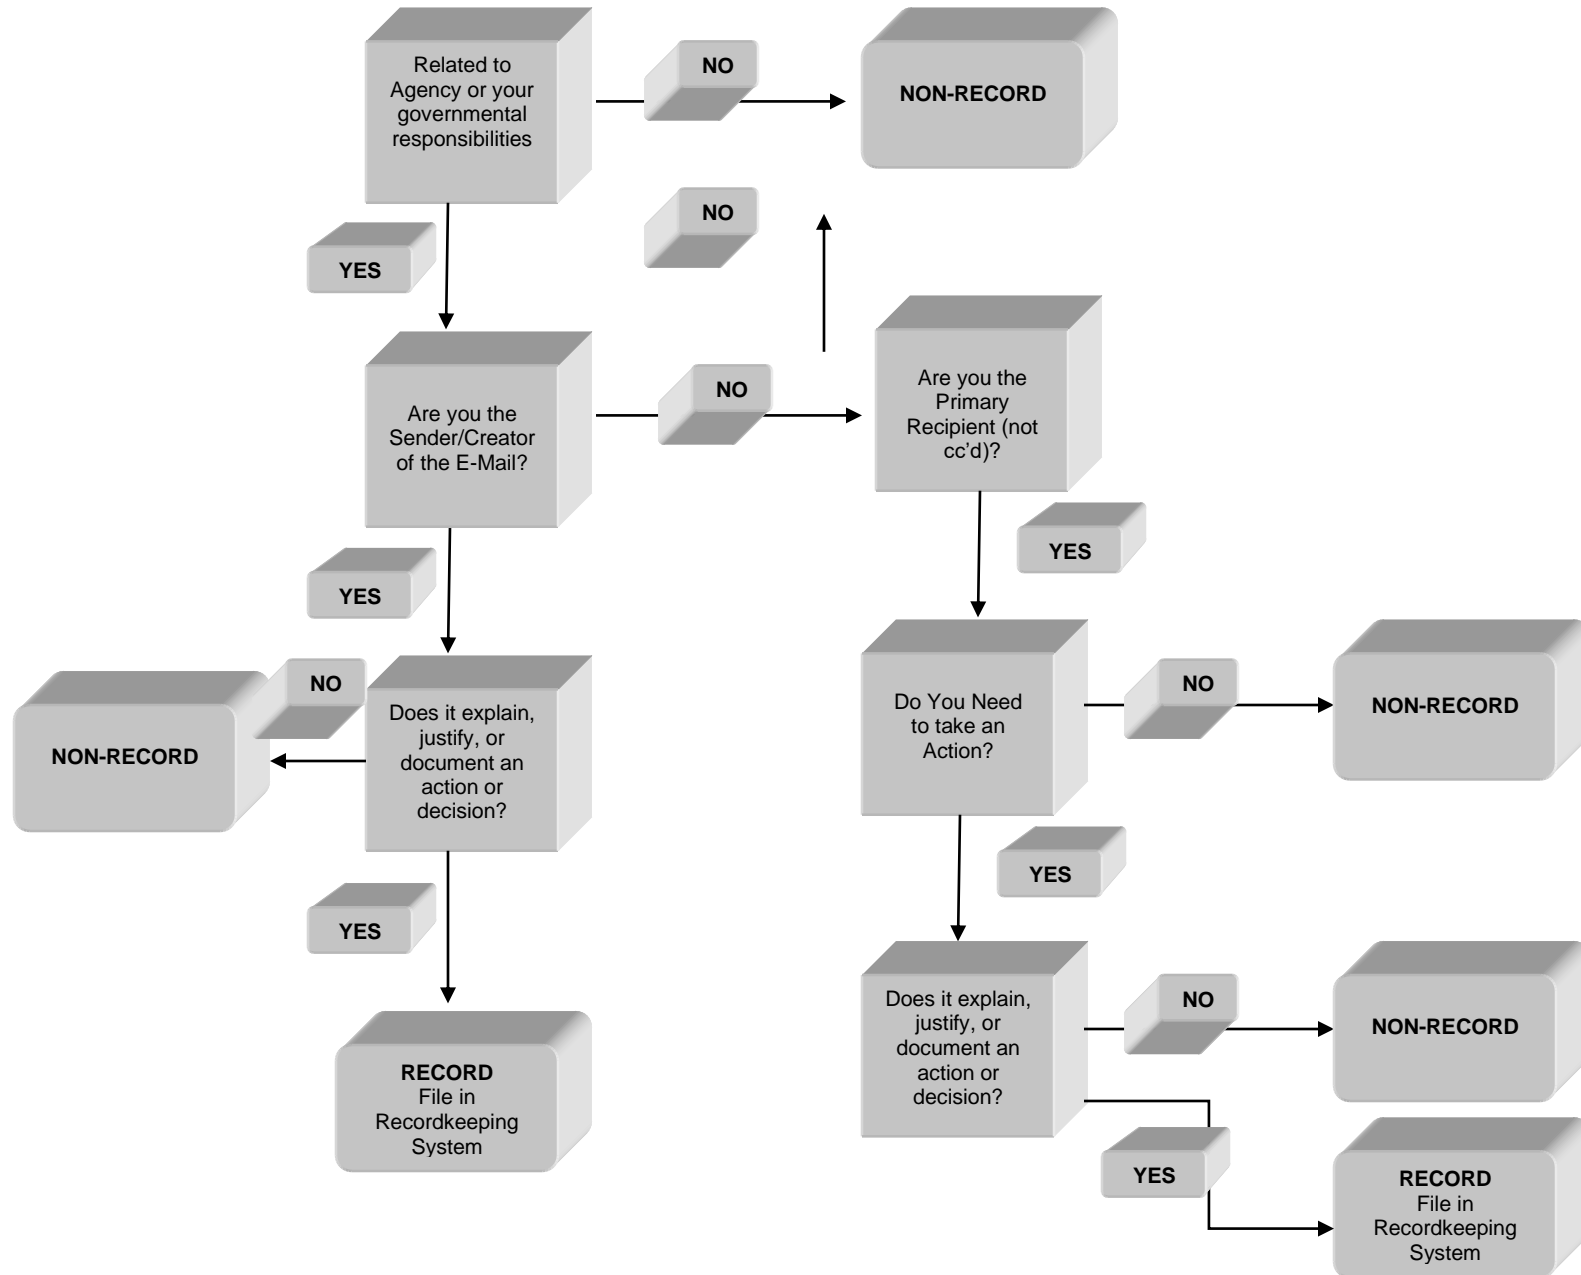 Related to
Agency or your
governmental
responsibilities
NO
NON-RECORD
NO
YES
Are you the
Sender/Creator
of the E-Mail?
NO
Are you the
Primary
Recipient (not
cc’d)?
YES
YES
NON-RECORD
NO
Does it explain,
justify, or
document an
action or
decision?
Do You Need
to take an
Action?
NO
NON-RECORD
YES
YES
RECORD
File in
Recordkeeping
System
Does it explain,
justify, or
document an
action or
decision?
NO
NON-RECORD
YES
RECORD
File in
Recordkeeping
System